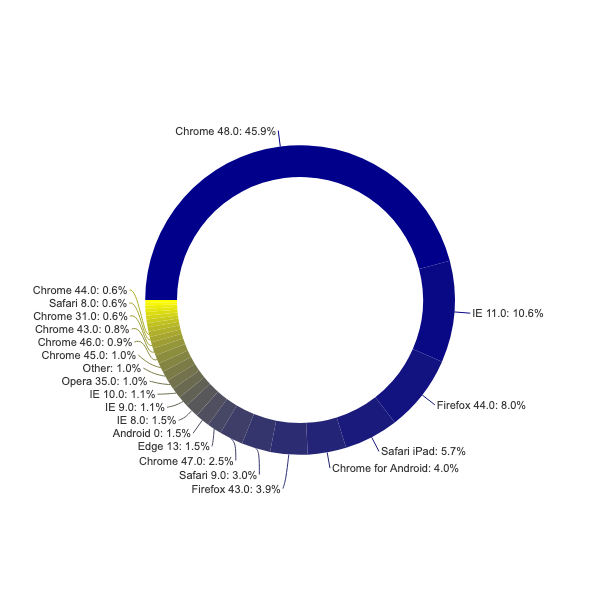 Chrome 48.0: 45.9%
IE 11.0: 10.6%
Firefox 44.0: 8.0%
Safari iPad: 5.7%
Chrome for Android: 4.0%
Firefox 43.0: 3.9%
Safari 9.0: 3.0%
Chrome 47.0: 2.5%
Edge 13: 1.5%
Android 0: 1.5%
IE 8.0: 1.5%
IE 9.0: 1.1%
IE 10.0: 1.1%
Opera 35.0: 1.0%
Other: 1.0%
Chrome 45.0: 1.0%
Chrome 46.0: 0.9%
Chrome 43.0: 0.8%
Chrome 31.0: 0.6%
Safari 8.0: 0.6%
Chrome 44.0: 0.6%